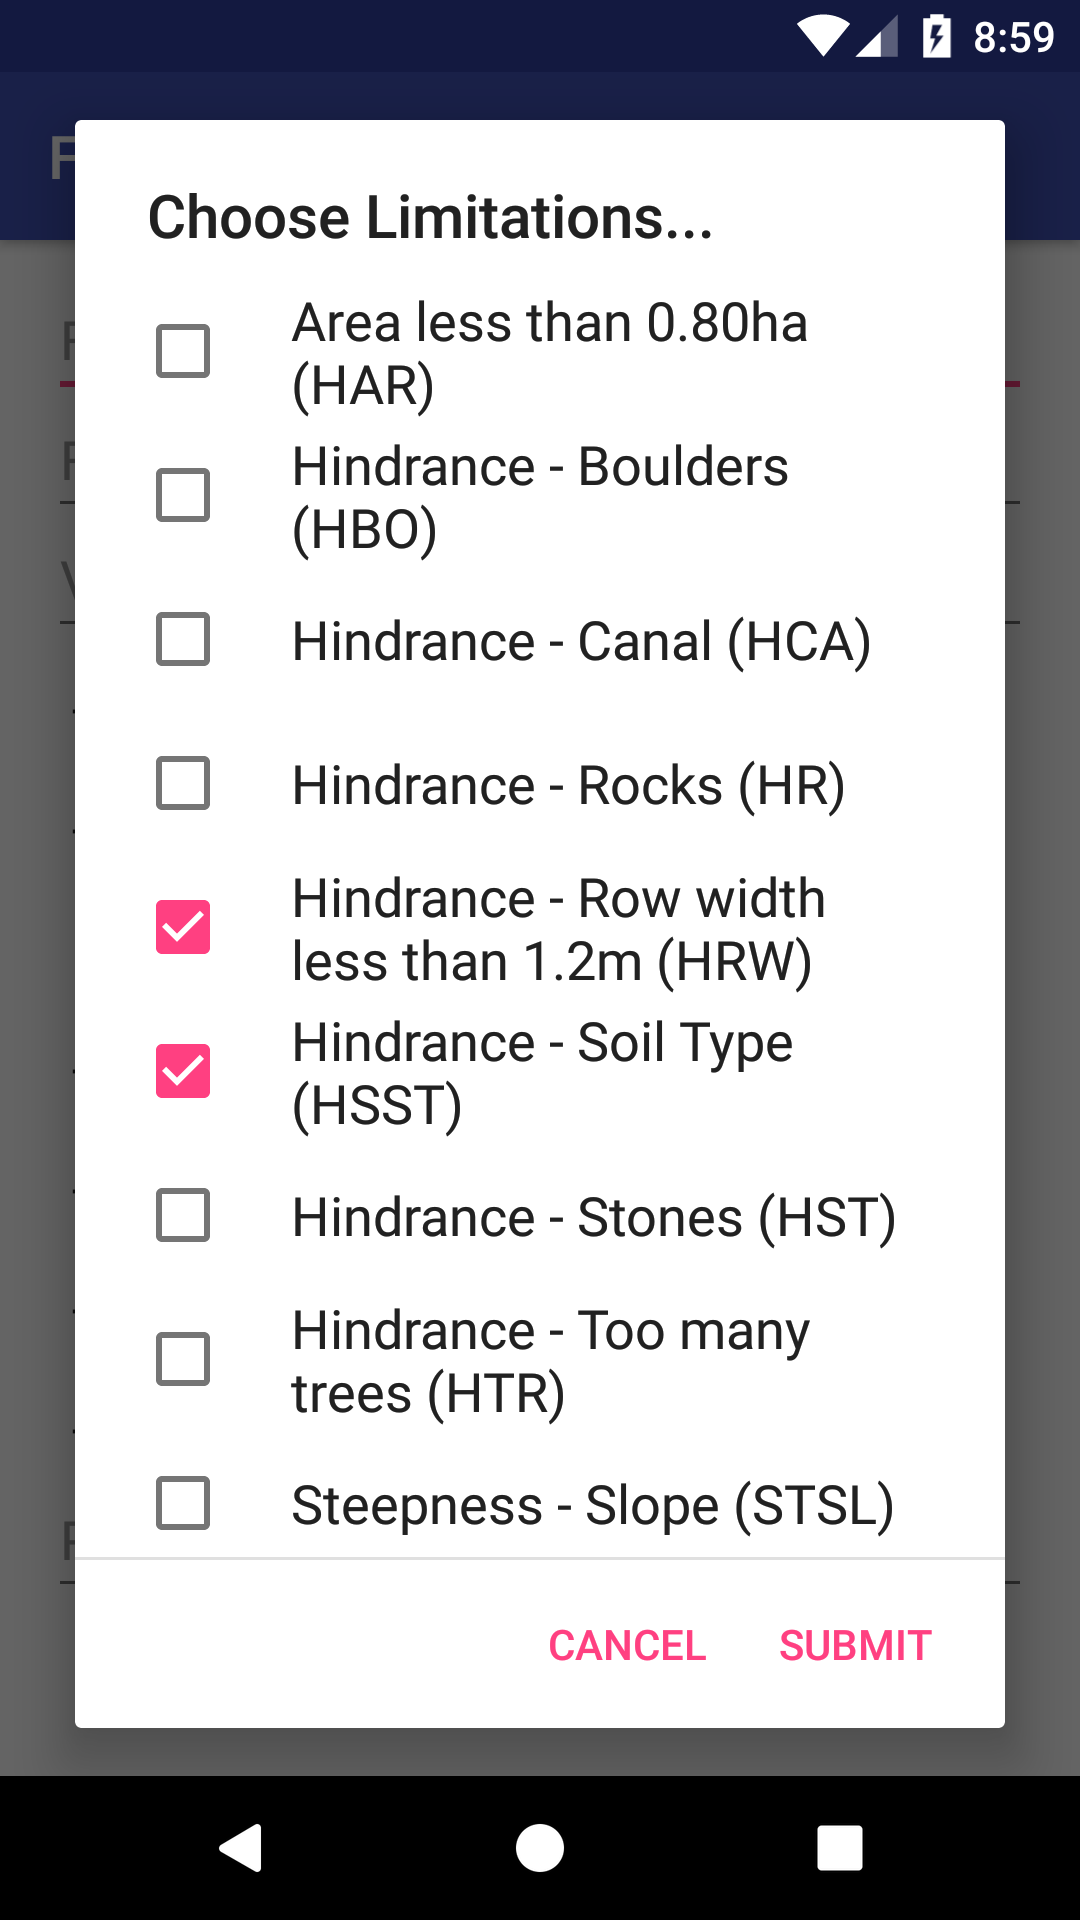 8:59
Choose Limitations...
Area less than 0.80ha
(HAR)
Hindrance - Boulders
(HBO)
Hindrance - Canal (HCA)
Hindrance - Rocks (HR)
Hindrance - Row width
less than 1.2m (HRW)
Hindrance - Soil Type
(HSST)
Hindrance - Stones (HST)
Hindrance - Too many
trees (HTR)
Steepness - Slope (STSL)
CANCEL SUBMIT